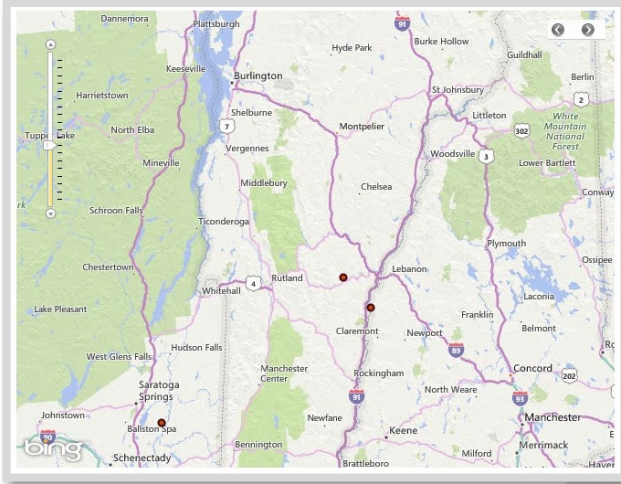 Dannemora
Plattsburgh
91
Burke Hollow
Hyde Park
Guildhall
Keeseville
Burlington
Berlin
Harrietstown
St Johnsbury
2
Shelburne
Littleton
White
Mountain
National
Forest
Tupper Lake
North Elba
7
Montpelier
302
Vergennes
Woodsville
3
Lower Bartlett
Mineville
Middlebury
Chelsea
Conway
rk
Schroon Falls
Ticonderoga
Plymouth
Ossipee
Chestertown
Lebanon
Whitehall
4
Rutland
Laconia
Lake Pleasant
Franklin
Claremont
Newport
Belmont
Hudson Falls
West Glens Falls
89
Manchester
Center
Rockingham
Concord
202
Saratoga
Springs
91
North Weare
93
Johnstown
Ballston Spa
Newfane
Keene
Manchester
90
bing
Bennington
Merrimack
Schenectady
Brattleboro
Milford
Haver